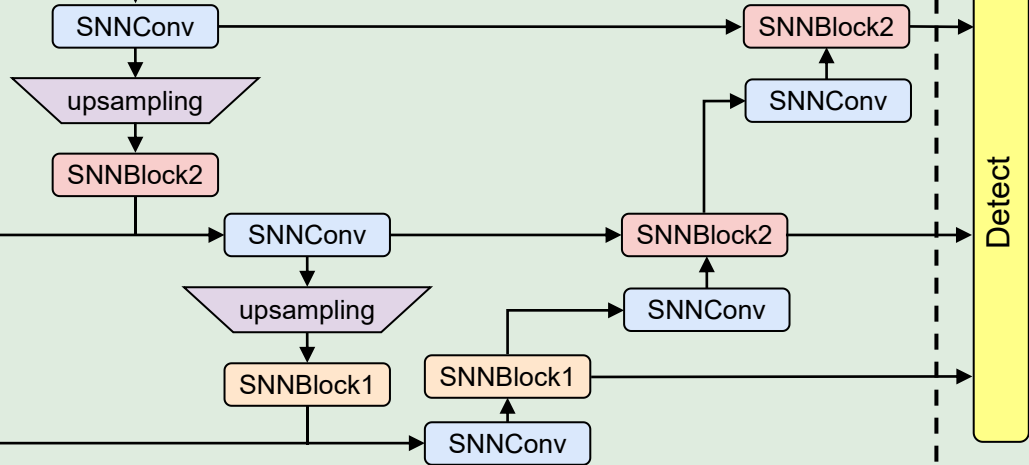 SNNConv
SNNBlock2
upsampling
SNNConv
SNNBlock2
Detect
SNNConv
SNNBlock2
upsampling
SNNConv
SNNBlock1
SNNBlock1
SNNConv